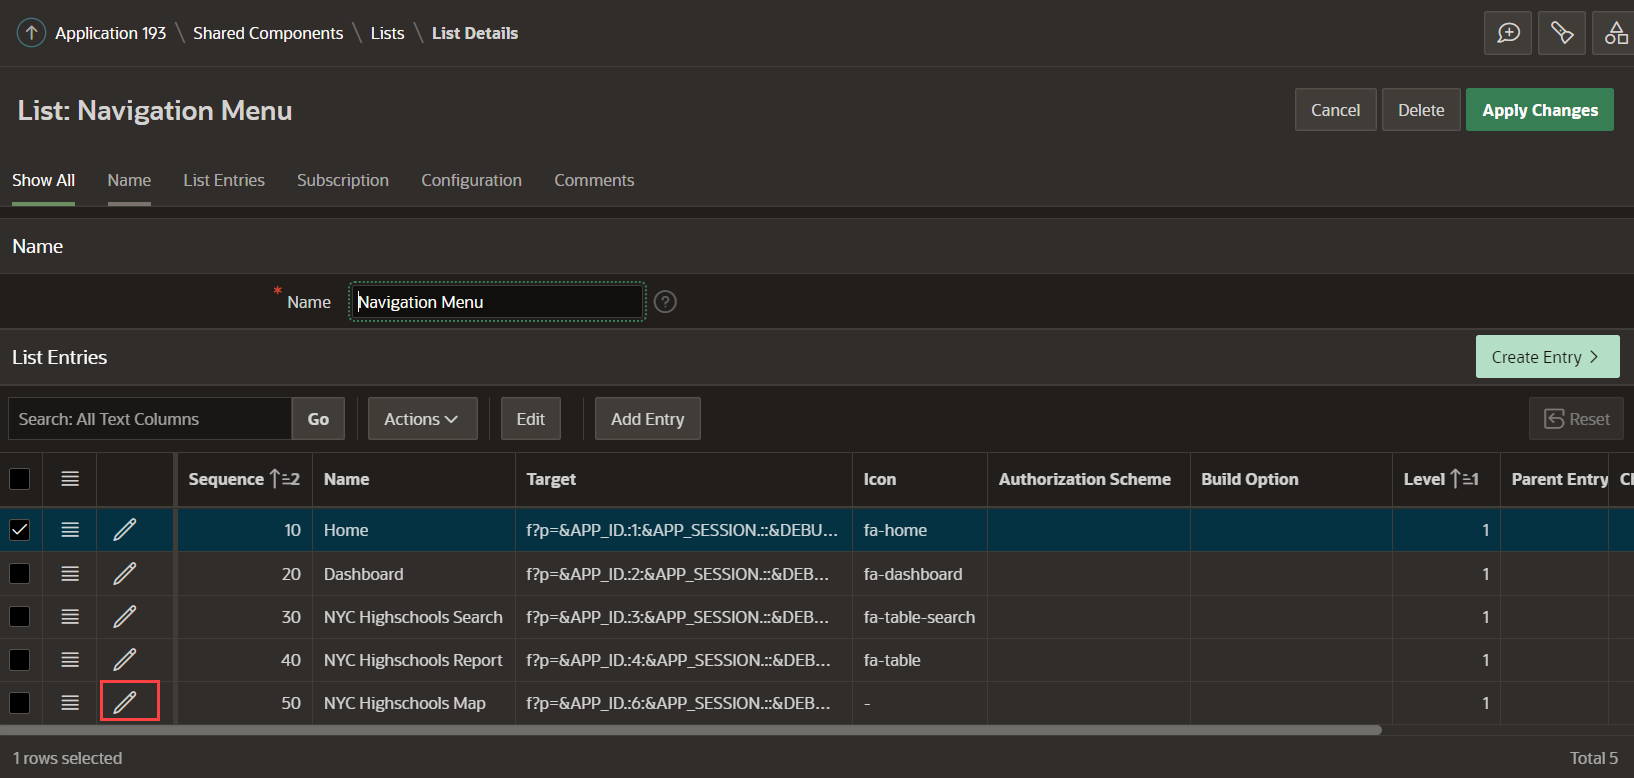 Application 193 \ Shared Components \ Lists \ List Details
List: Navigation Menu
Cancel Delete Apply Changes
Show All Name List Entries Subscription Configuration Comments
Name
* Name Navigation Menu ?
List Entries
Create Entry >
Search: All Text Columns Go Actions Edit Add Entry Reset
Sequence 2 Name Target Icon Authorization Scheme Build Option Level 1 Parent Entry
10 Home f?p=&APP_ID.:1:&APP_SESSION.::&DEBU... fa-home 1
20 Dashboard f?p=&APP_ID.:2:&APP_SESSION.::&DEB... fa-dashboard 1
30 NYC Highschools Search f?p=&APP_ID.:3:&APP_SESSION.::&DEB... fa-table-search 1
40 NYC Highschools Report f?p=&APP_ID.:4:&APP_SESSION.::&DEB... fa-table 1
50 NYC Highschools Map f?p=&APP_ID.:6:&APP_SESSION.::&DEB... - 1
1 rows selected
Total 5